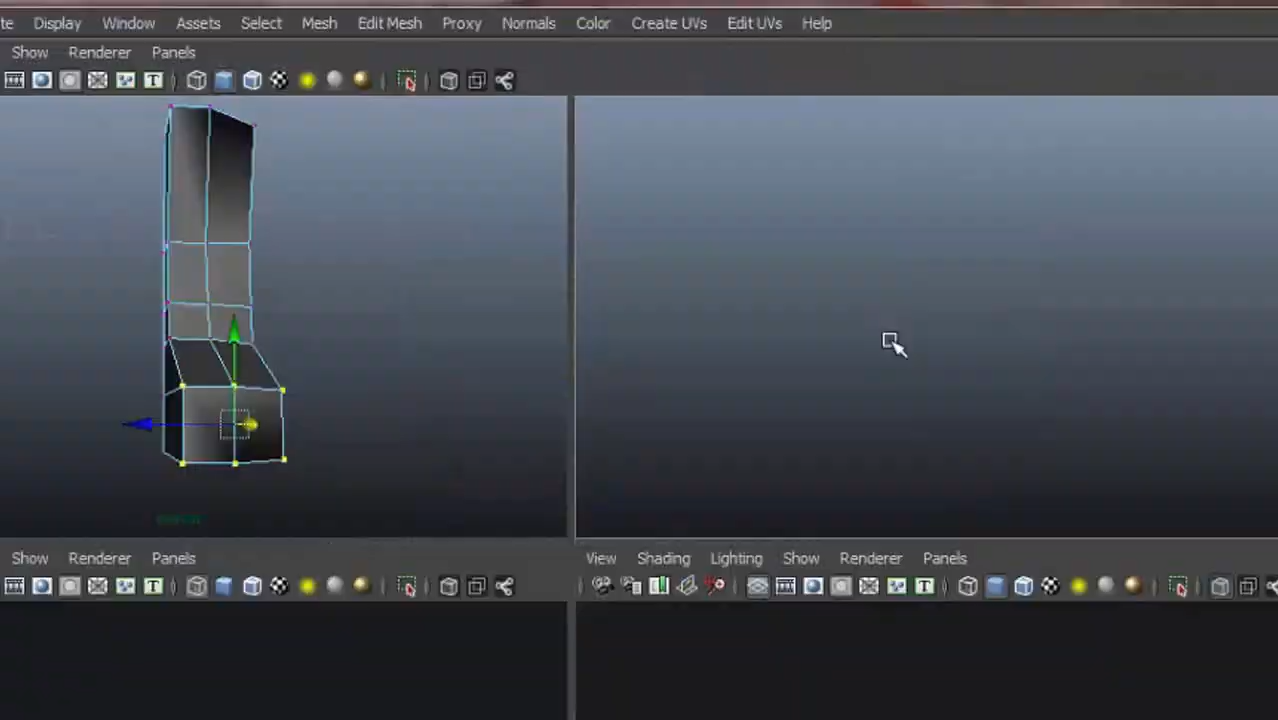 te Display Window Assets Select Mesh Edit Mesh Proxy Normals Color Create UVs Edit UVs Help
Show Renderer Panels
T
Show Renderer Panels
View Shading Lighting Show Renderer Panels
T
T